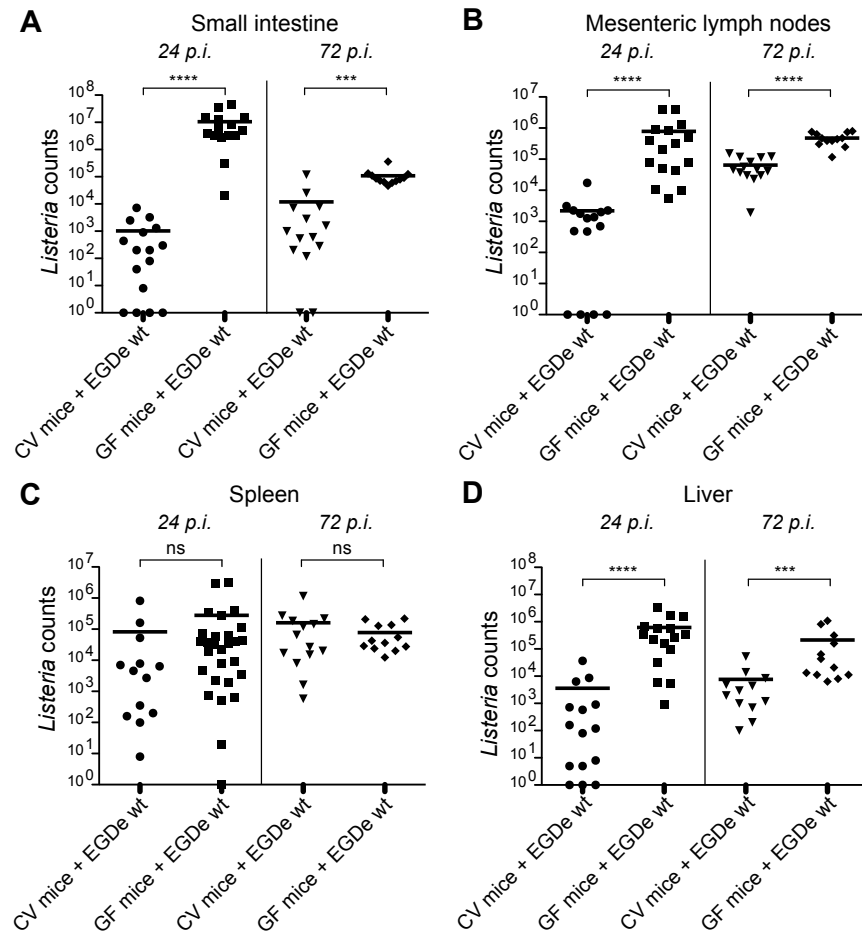 A
Small intestine
24 p.i.
72 p.i.
****
***
Listeria counts
10^8
10^7
10^6
10^5
10^4
10^3
10^2
10^1
10^0
CV mice + EGDe wt
GF mice + EGDe wt
CV mice + EGDe wt
GF mice + EGDe wt
B
Mesenteric lymph nodes
24 p.i.
72 p.i.
****
****
Listeria counts
10^7
10^6
10^5
10^4
10^3
10^2
10^1
10^0
CV mice + EGDe wt
GF mice + EGDe wt
CV mice + EGDe wt
GF mice + EGDe wt
C
Spleen
24 p.i.
72 p.i.
ns
ns
Listeria counts
10^7
10^6
10^5
10^4
10^3
10^2
10^1
10^0
CV mice + EGDe wt
GF mice + EGDe wt
CV mice + EGDe wt
GF mice + EGDe wt
D
Liver
24 p.i.
72 p.i.
****
***
Listeria counts
10^8
10^7
10^6
10^5
10^4
10^3
10^2
10^1
10^0
CV mice + EGDe wt
GF mice + EGDe wt
CV mice + EGDe wt
GF mice + EGDe wt